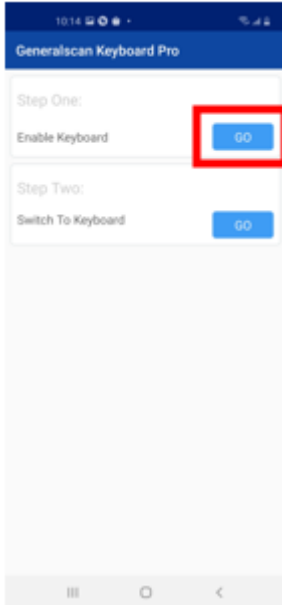 10:14
Generalscan Keyboard Pro
Step One:
Enable Keyboard
GO
Step Two:
Switch To Keyboard
GO